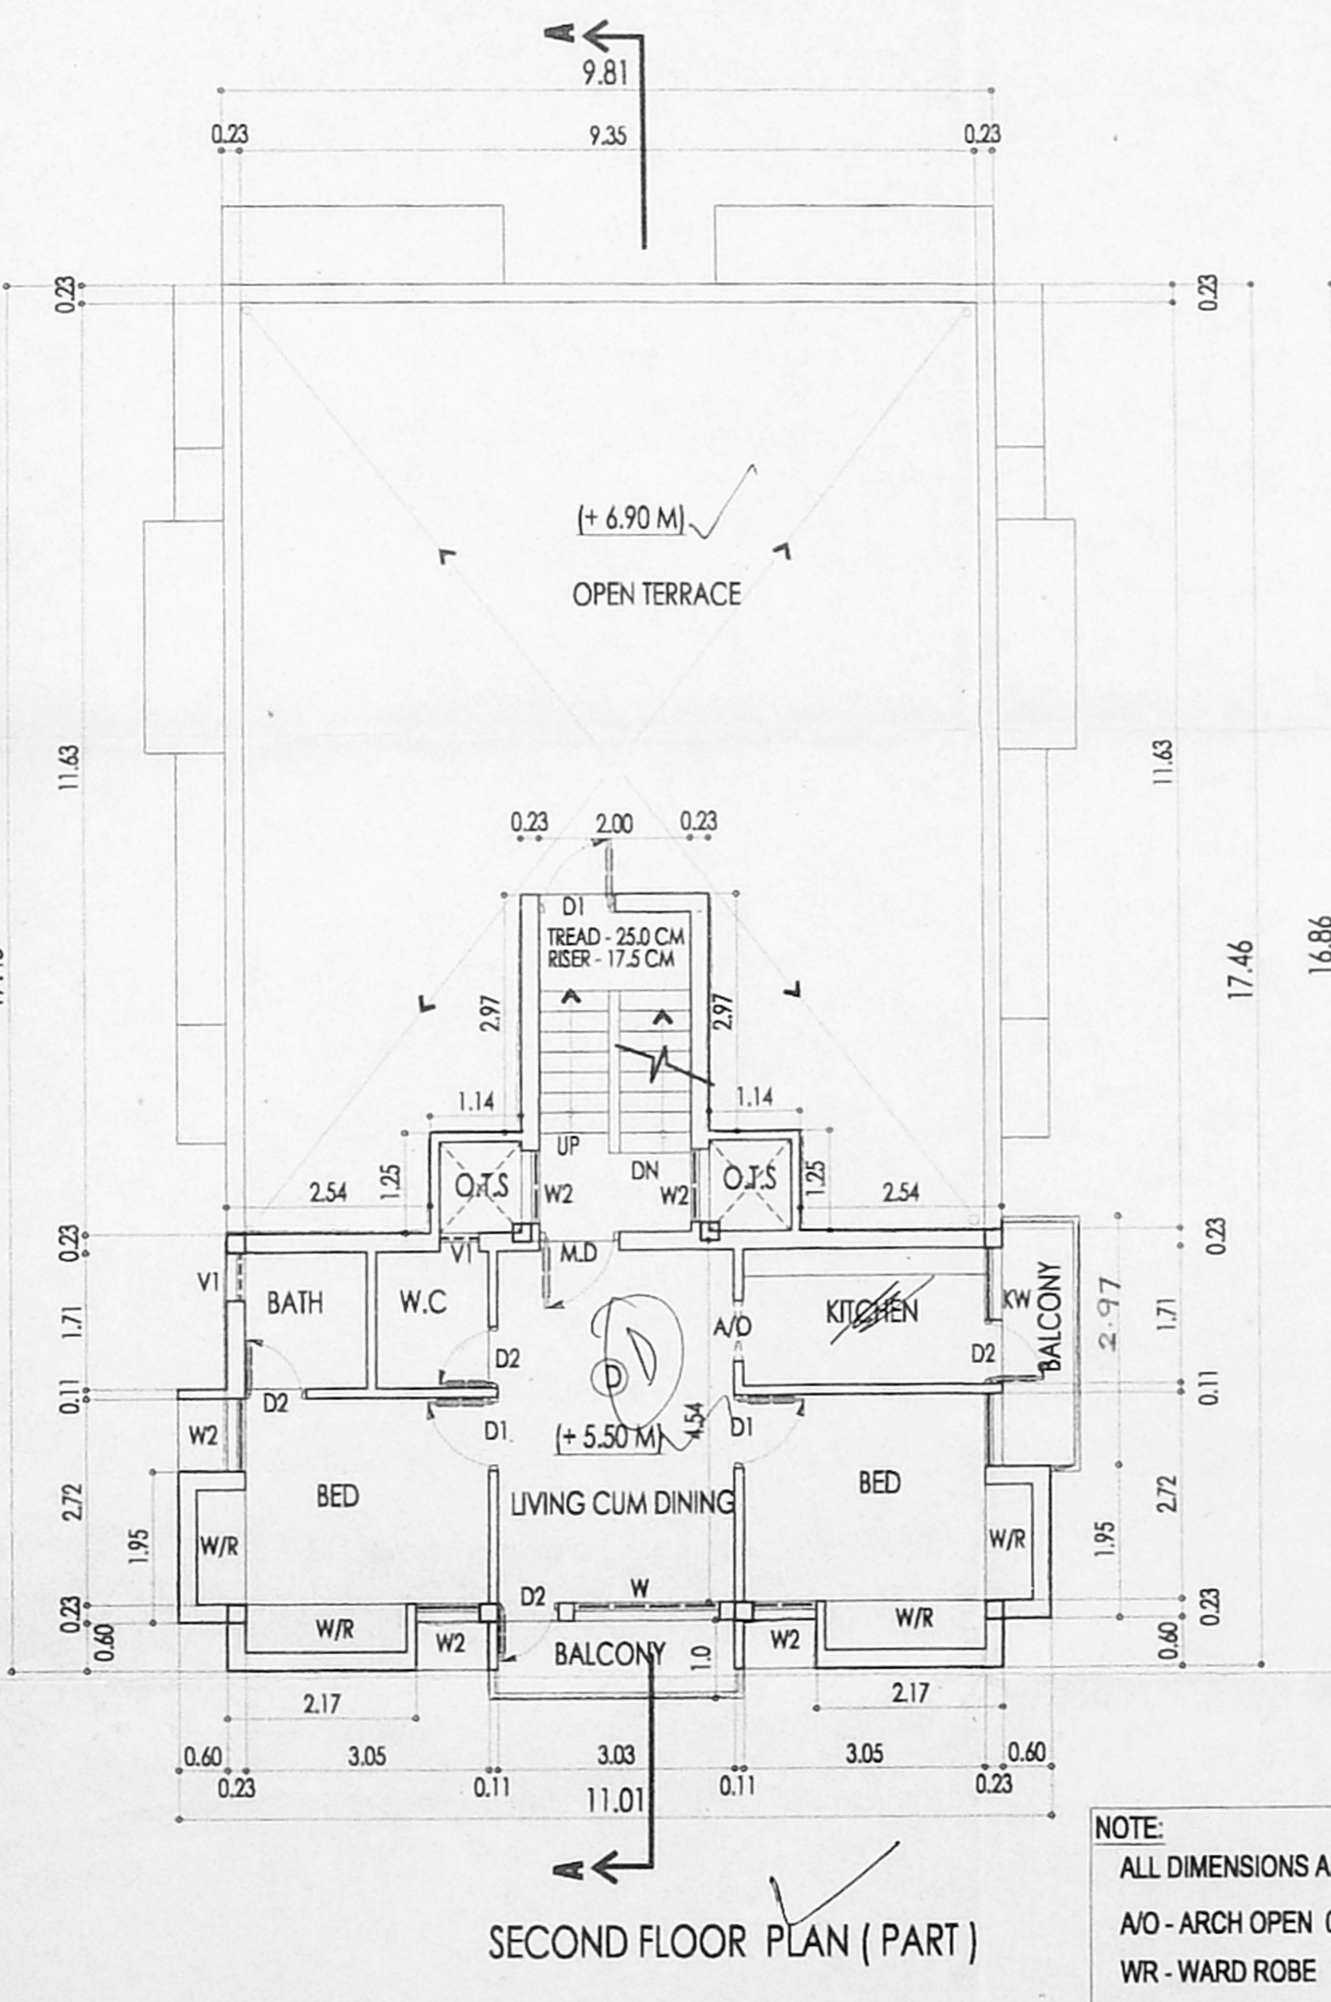 A
9.81
0.23 9.35 0.23
0.23 0.23
(+ 6.90 M)
OPEN TERRACE
11.63 11.63
0.23 2.00 0.23
D1
TREAD - 25.0 CM
RISER - 17.5 CM
2.97 2.97
17.46
16.86
1.14 1.14
UP
DN
O.T.S O.T.S
W2 W2
1.25 1.25
2.54 2.54
0.23 0.23
V1 M.D
V1
BATH
W.C
A/O
KITCHEN
KW
BALCONY
2.97
1.71 1.71
D2 D2
D
D
D2
0.11 0.11
D1 D1
(+ 5.50 M)
4.54
W2
BED BED
LIVING CUM DINING
2.72 2.72
1.95 1.95
W/R W/R
D2 W
0.23 0.23
W/R W/R
W2 W2
BALCONY
1.0
0.60 0.60
2.17 2.17
0.60 3.05 3.03 3.05 0.60
0.23 0.11 0.11 0.23
11.01
A
SECOND FLOOR PLAN ( PART )
NOTE:
ALL DIMENSIONS
A/O - ARCH OPEN
WR - WARD ROBE